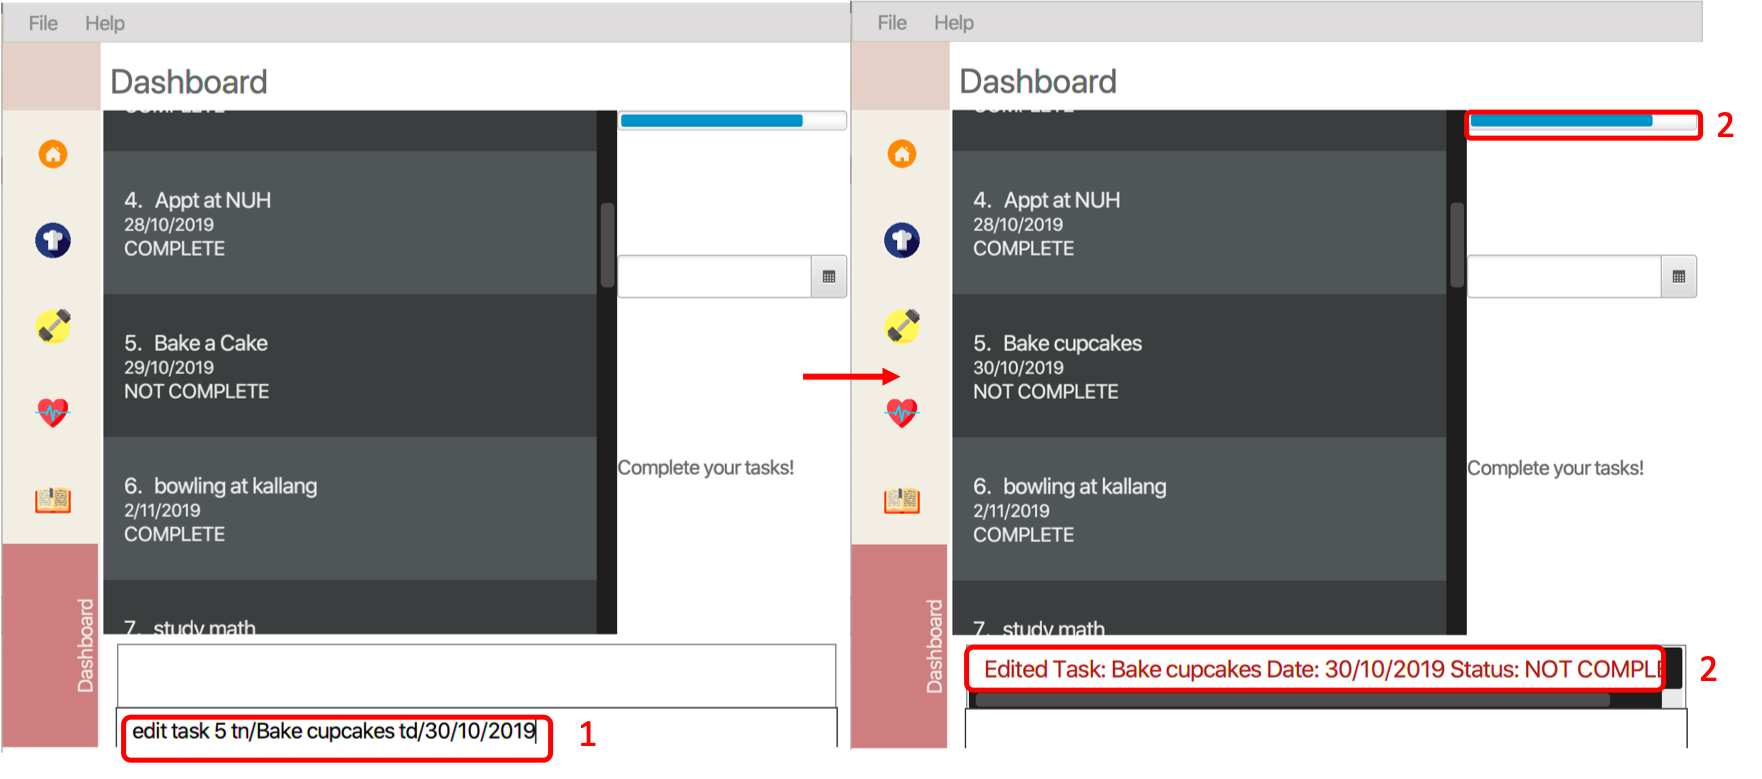 File Help
Dashboard
COMPLETE
4. Appt at NUH
28/10/2019
COMPLETE
5. Bake a Cake
29/10/2019
NOT COMPLETE
6. bowling at kallang
2/11/2019
COMPLETE
7. study math
Complete your tasks!
Dashboard
edit task 5 tn/Bake cupcakes td/30/10/2019
1
File Help
Dashboard
COMPLETE
2
4. Appt at NUH
28/10/2019
COMPLETE
5. Bake cupcakes
30/10/2019
NOT COMPLETE
6. bowling at kallang
2/11/2019
COMPLETE
7. study math
Complete your tasks!
Dashboard
Edited Task: Bake cupcakes Date: 30/10/2019 Status: NOT COMPLE
2